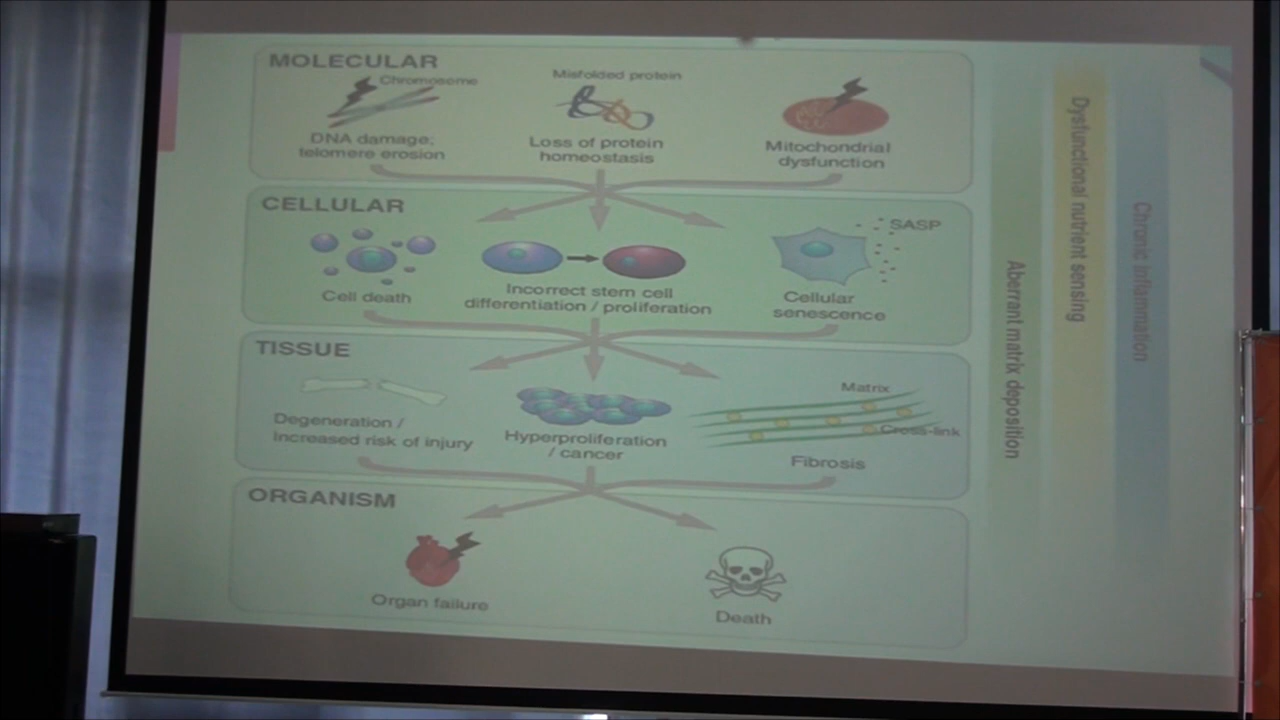 MOLECULAR
Chromosome
Misfolded protein
DNA damage;
telomere erosion
Loss of protein
homeostasis
Mitochondrial
dysfunction
CELLULAR
SASP
Cell death
Incorrect stem cell
differentiation / proliferation
Cellular
senescence
TISSUE
Matrix
Cross-link
Degeneration /
Increased risk of injury
Hyperproliferation
/ cancer
Fibrosis
ORGANISM
Organ failure
Death
Aberrant matrix deposition
Dysfunctional nutrient sensing
Chronic inflammation